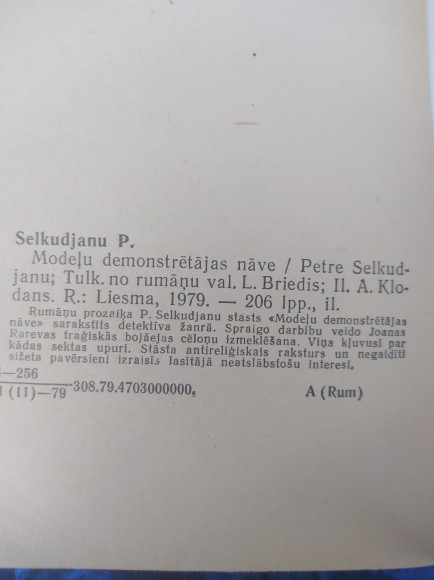 Selkudjanu P.
Modeļu demonstrētājas nāve / Petre Selkud-
janu; Tulk. no rumāņu val. L. Briedis; Il. A. Klo-
dāns. R.: Liesma, 1979. — 206 lpp., il.
Rumāņu prozaiķa P. Selkudjanu stāsts «Modeļu demonstrētājas
nāve» sarakstīts detektīva žanrā. Spraigo darbību veido Joanas
Rarevas traģiskās bojāejas cēloņu izmeklēšana. Viņa kļuvusi par
kādas sektas upuri. Stāsta antireliģiskais raksturs un negaidīti
sižeta pavērsieni izraisīs lasītājā neatslābstošu interesi.
—256
1 (11)—79 308.79.4703000000, A (Rum)